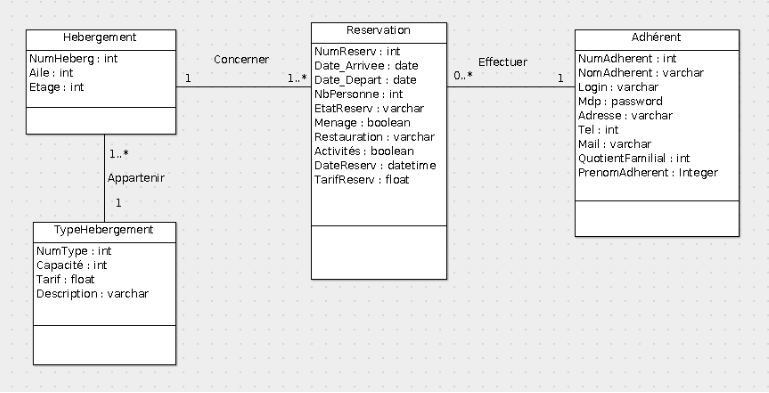 Hebergement
NumHeberg : int
Aile : int
Etage : int
Concerner
1
1..*
Reservation
NumReserv : int
Date_Arrivee : date
Date_Depart : date
NbPersonne : int
EtatReserv : varchar
Menage : boolean
Restauration : varchar
Activités : boolean
DateReserv : datetime
TarifReserv : float
Effectuer
0..*
1
Adhérent
NumAdherent : int
NomAdherent : varchar
Login : varchar
Mdp : password
Adresse : varchar
Tel : int
Mail : varchar
QuotientFamilial : int
PrenomAdherent : Integer
1..*
Appartenir
1
TypeHebergement
NumType : int
Capacité : int
Tarif : float
Description : varchar